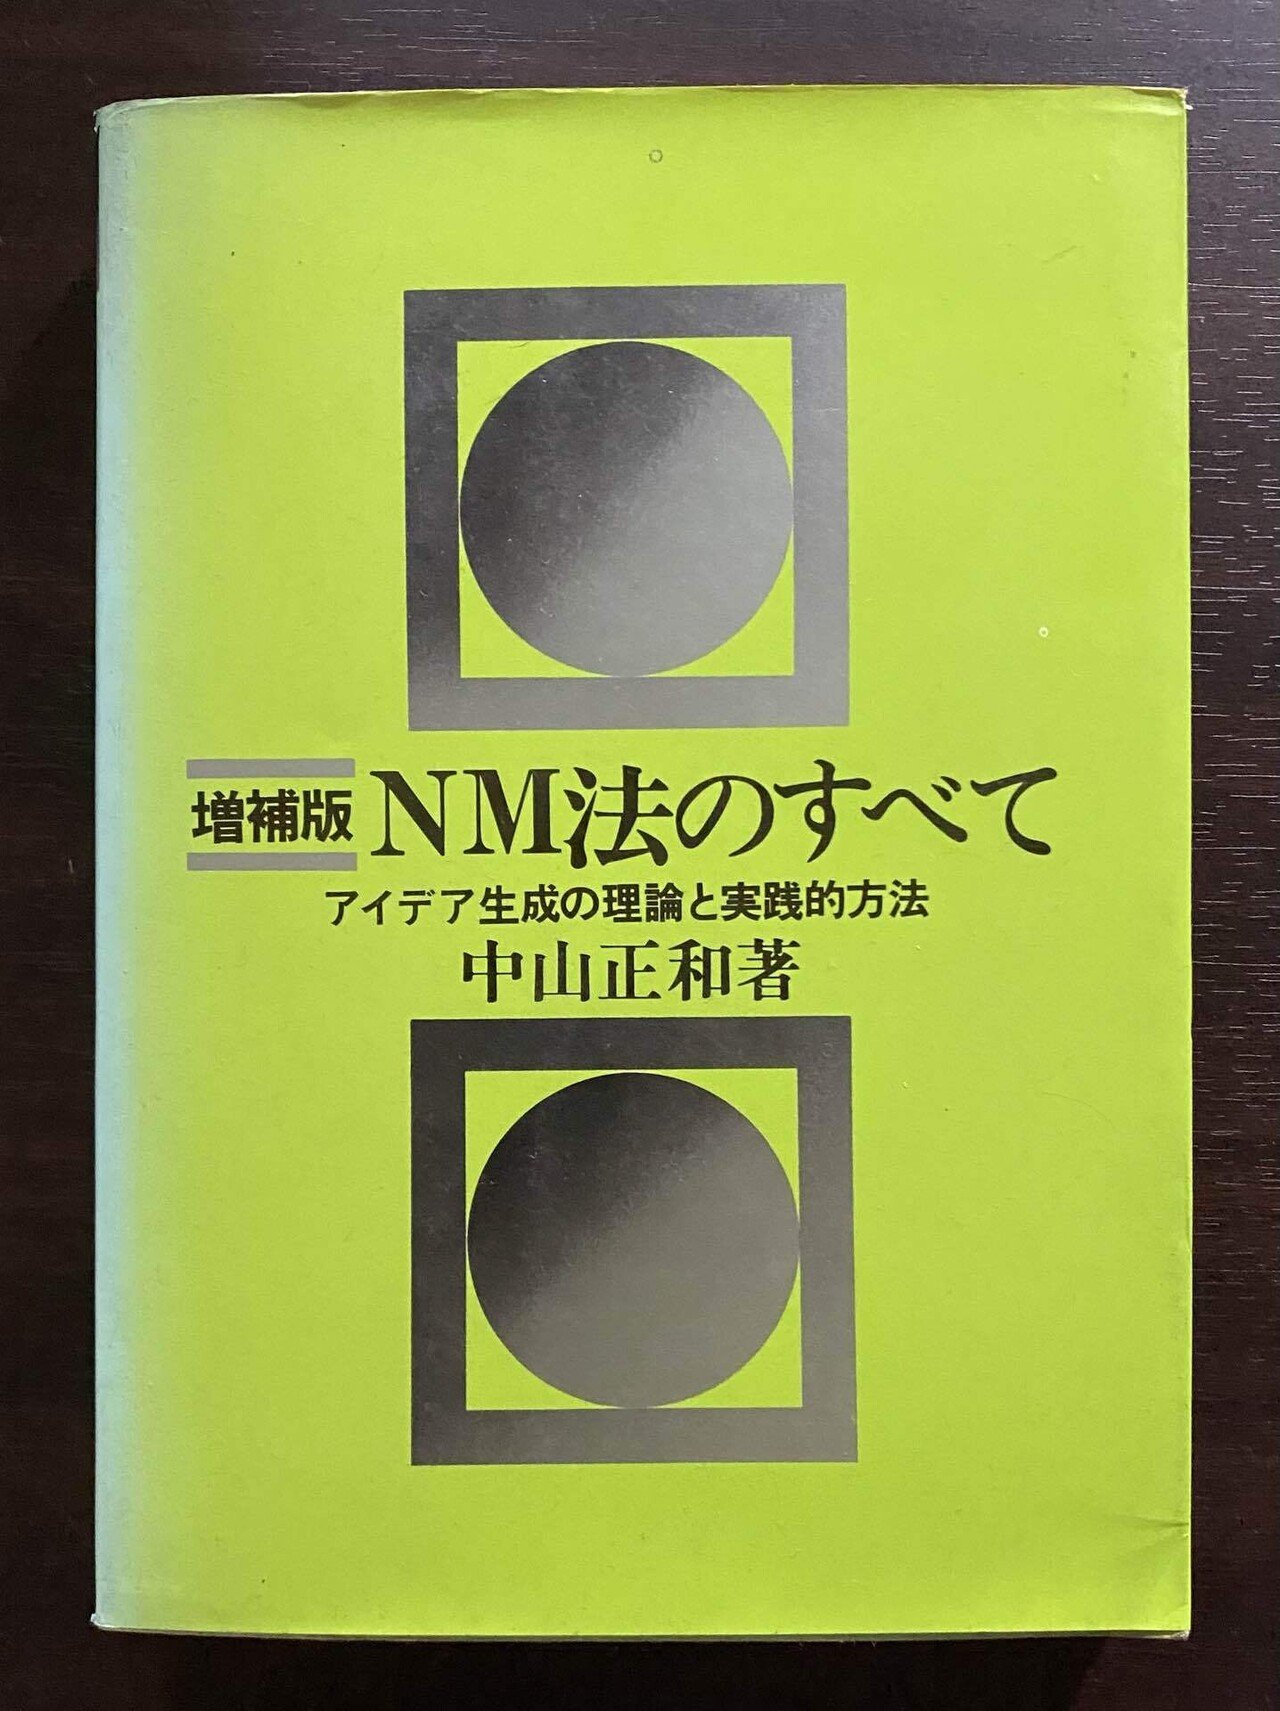 増補版 NM法のすべて
アイデア生成の理論と実践的方法
中山正和著